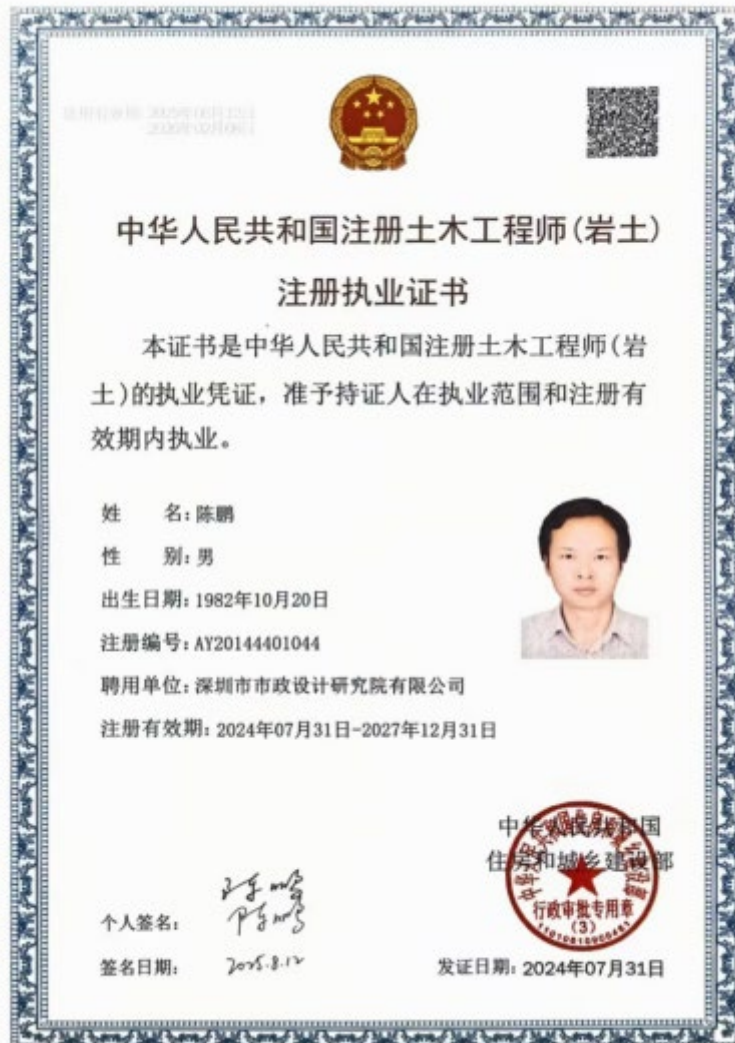 中华人民共和国注册土木工程师(岩土)
注册执业证书
本证书是中华人民共和国注册土木工程师(岩
土)的执业凭证，准予持证人在执业范围和注册有
效期内执业。
姓 名:陈鹏
性 别:男
出生日期:1982年10月20日
注册编号:AY20144401044
聘用单位:深圳市市政设计研究院有限公司
注册有效期:2024年07月31日-2027年12月31日
中华人民共和国
住房和城乡建设部
行政审批专用章
(3)
陈鹏
个人签名: 陈鹏
签名日期: 2025.8.12
发证日期:2024年07月31日